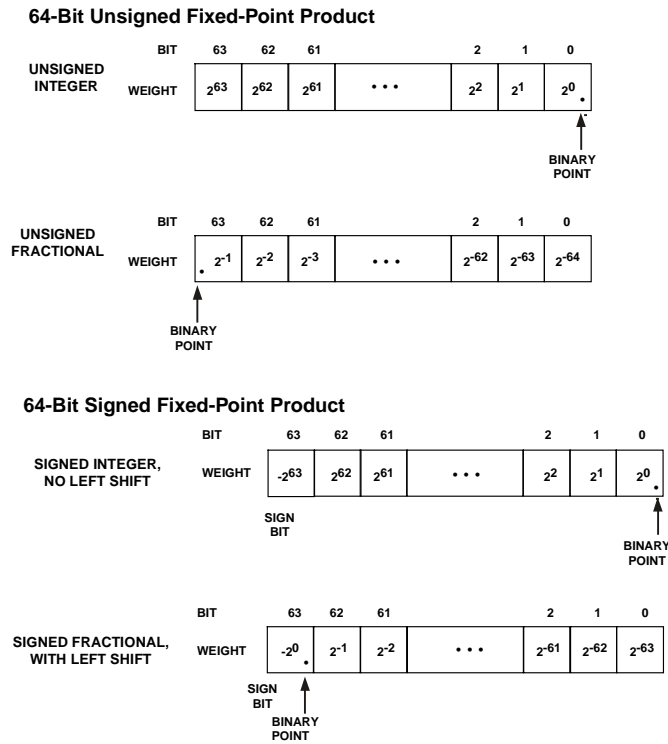 64-Bit Unsigned Fixed-Point Product
BIT 63 62 61 2 1 0
UNSIGNED
INTEGER
WEIGHT 2^63 2^62 2^61 • • • 2^2 2^1 2^0 .
BINARY
POINT
BIT 63 62 61 2 1 0
UNSIGNED
FRACTIONAL
WEIGHT . 2^-1 2^-2 2^-3 • • • 2^-62 2^-63 2^-64
BINARY
POINT
64-Bit Signed Fixed-Point Product
BIT 63 62 61 2 1 0
SIGNED INTEGER,
NO LEFT SHIFT
WEIGHT -2^63 2^62 2^61 • • • 2^2 2^1 2^0 .
SIGN
BIT
BINARY
POINT
BIT 63 62 61 2 1 0
SIGNED FRACTIONAL,
WITH LEFT SHIFT
WEIGHT -2^0 . 2^-1 2^-2 • • • 2^-61 2^-62 2^-63
SIGN
BIT
BINARY
POINT